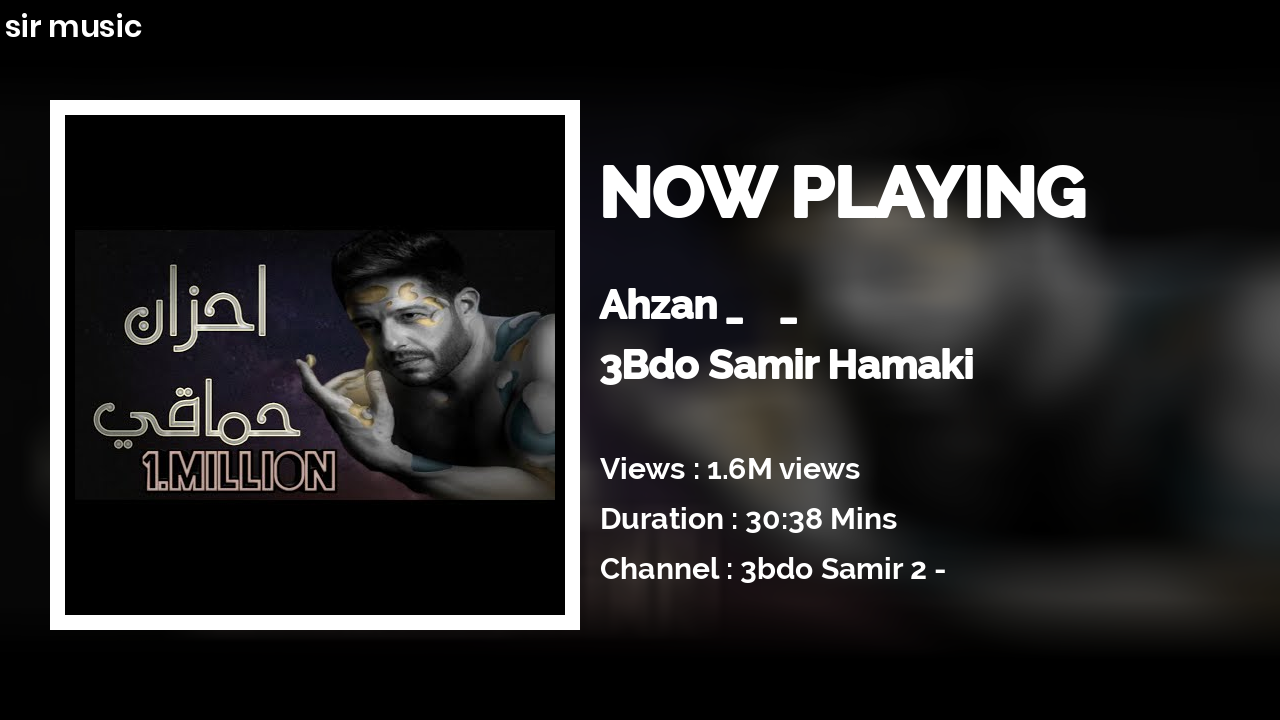 sir music
احزان
حماقي
1.MILLION
NOW PLAYING
Ahzan _ _
3Bdo Samir Hamaki
Views : 1.6M views
Duration : 30:38 Mins
Channel : 3bdo Samir 2 -